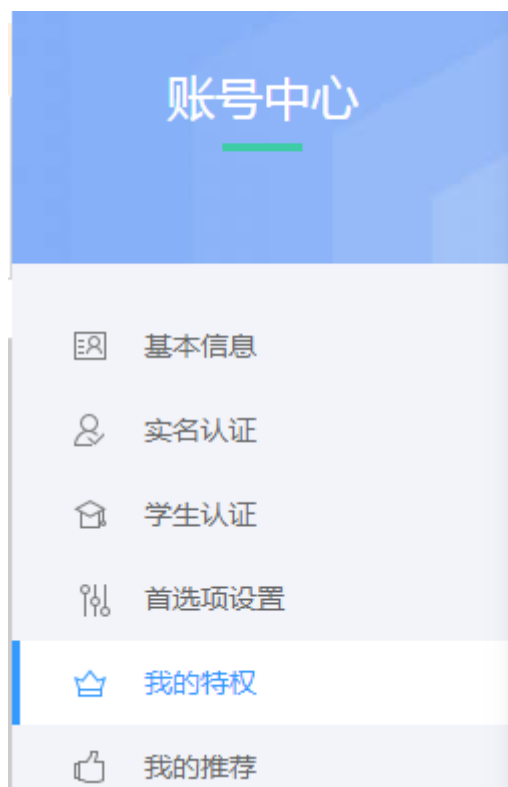 账号中心
基本信息
实名认证
学生认证
首选项设置
我的特权
我的推荐